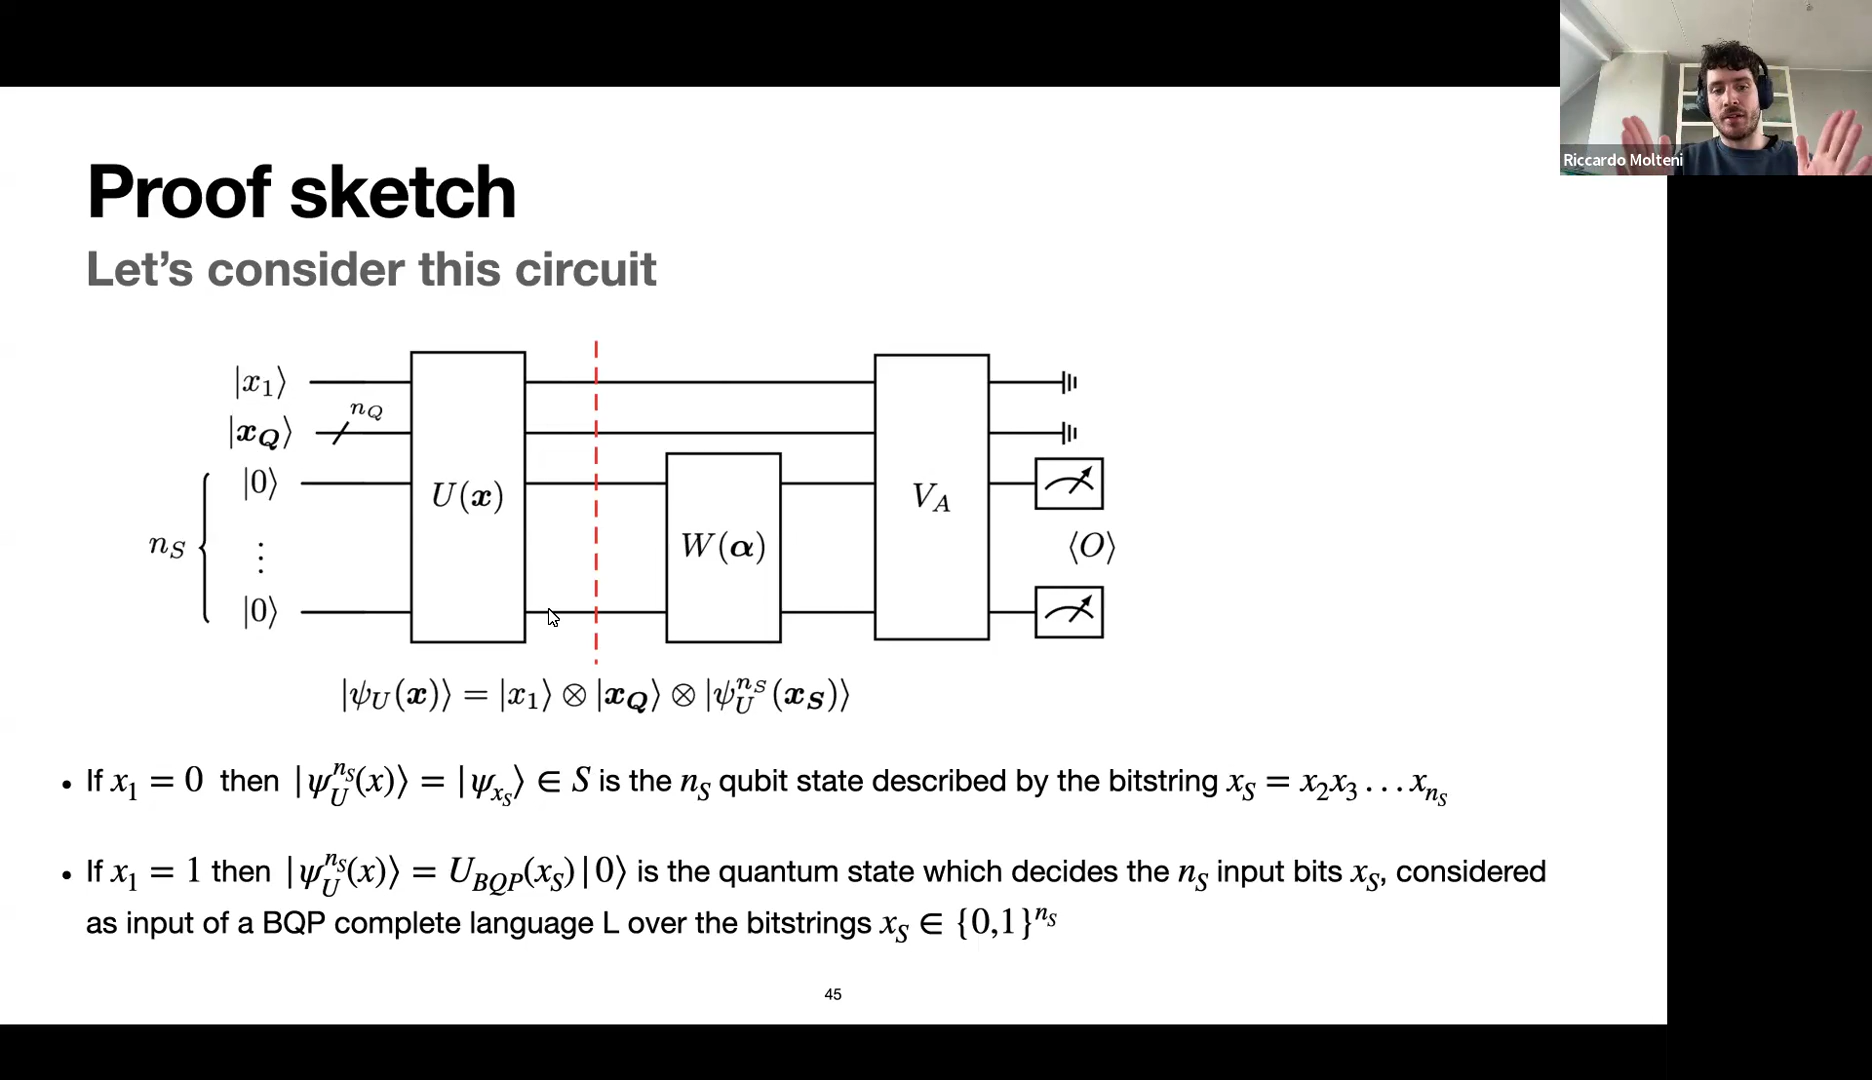 Riccardo Molteni
Proof sketch
Let's consider this circuit
|x₁⟩
|x_Q⟩
n_Q
|0⟩
n_S
⋮
|0⟩
U(x)
W(α)
V_A
⟨O⟩
|ψ_U(x)⟩ = |x₁⟩ ⊗ |x_Q⟩ ⊗ |ψ_U^{n_S}(x_S)⟩
• If x₁ = 0 then |ψ_U^{n_S}(x)⟩ = |ψ_{x_S}⟩ ∈ S is the n_S qubit state described by the bitstring x_S = x₂x₃ . . . x_{n_S}
• If x₁ = 1 then |ψ_U^{n_S}(x)⟩ = U_{BQP}(x_S)|0⟩ is the quantum state which decides the n_S input bits x_S, considered
as input of a BQP complete language L over the bitstrings x_S ∈ {0,1}^{n_S}
45